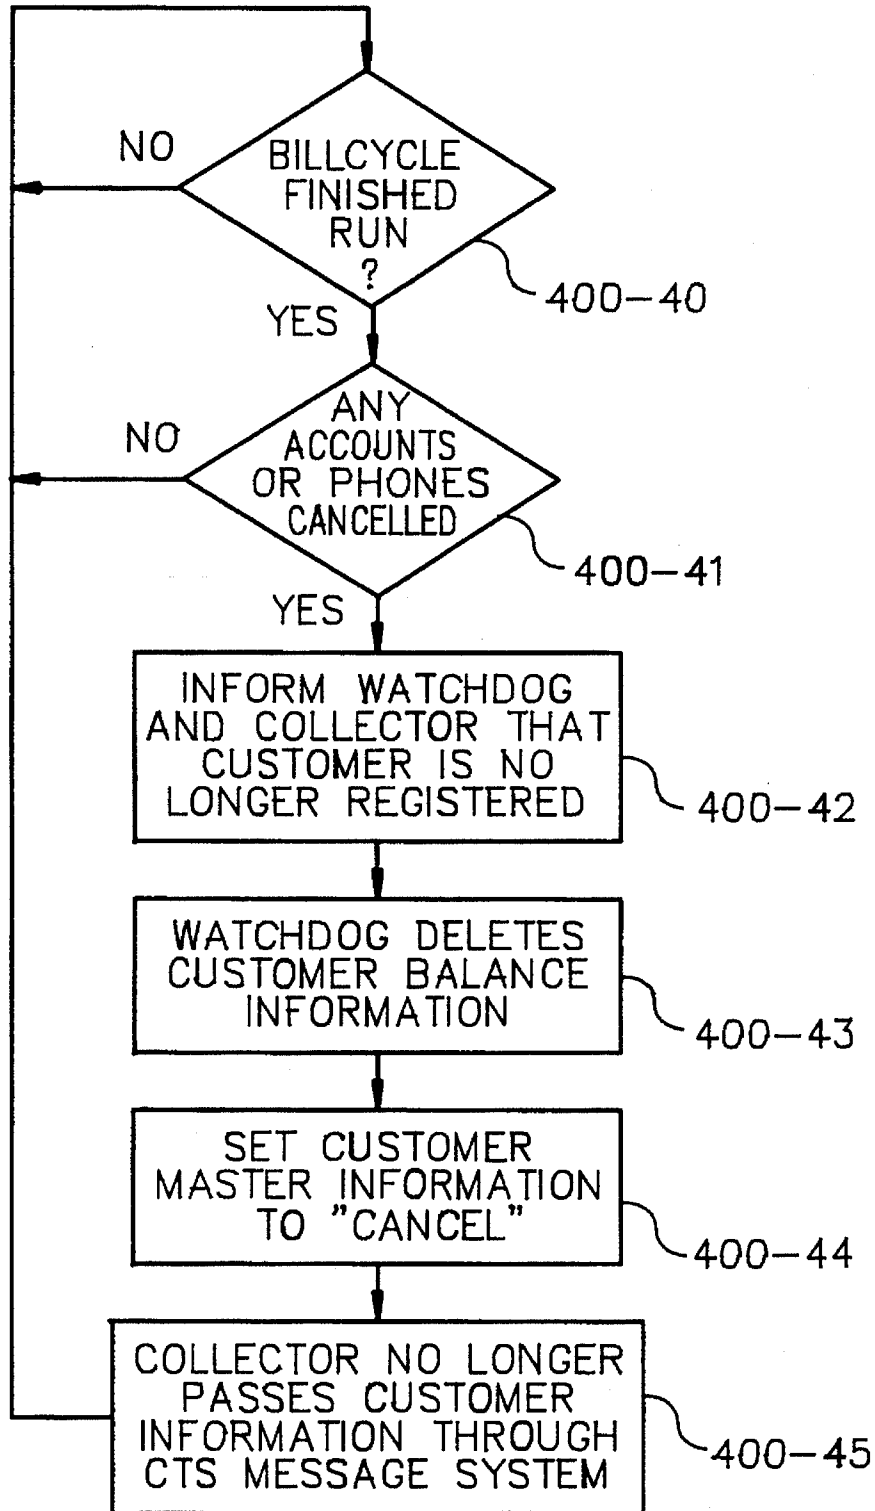 NO
BILLCYCLE
FINISHED
RUN
?
400-40
YES
ANY
ACCOUNTS
OR PHONES
CANCELLED
NO
400-41
YES
INFORM WATCHDOG
AND COLLECTOR THAT
CUSTOMER IS NO
LONGER REGISTERED
400-42
WATCHDOG DELETES
CUSTOMER BALANCE
INFORMATION
400-43
SET CUSTOMER
MASTER INFORMATION
TO "CANCEL"
400-44
COLLECTOR NO LONGER
PASSES CUSTOMER
INFORMATION THROUGH
CTS MESSAGE SYSTEM
400-45